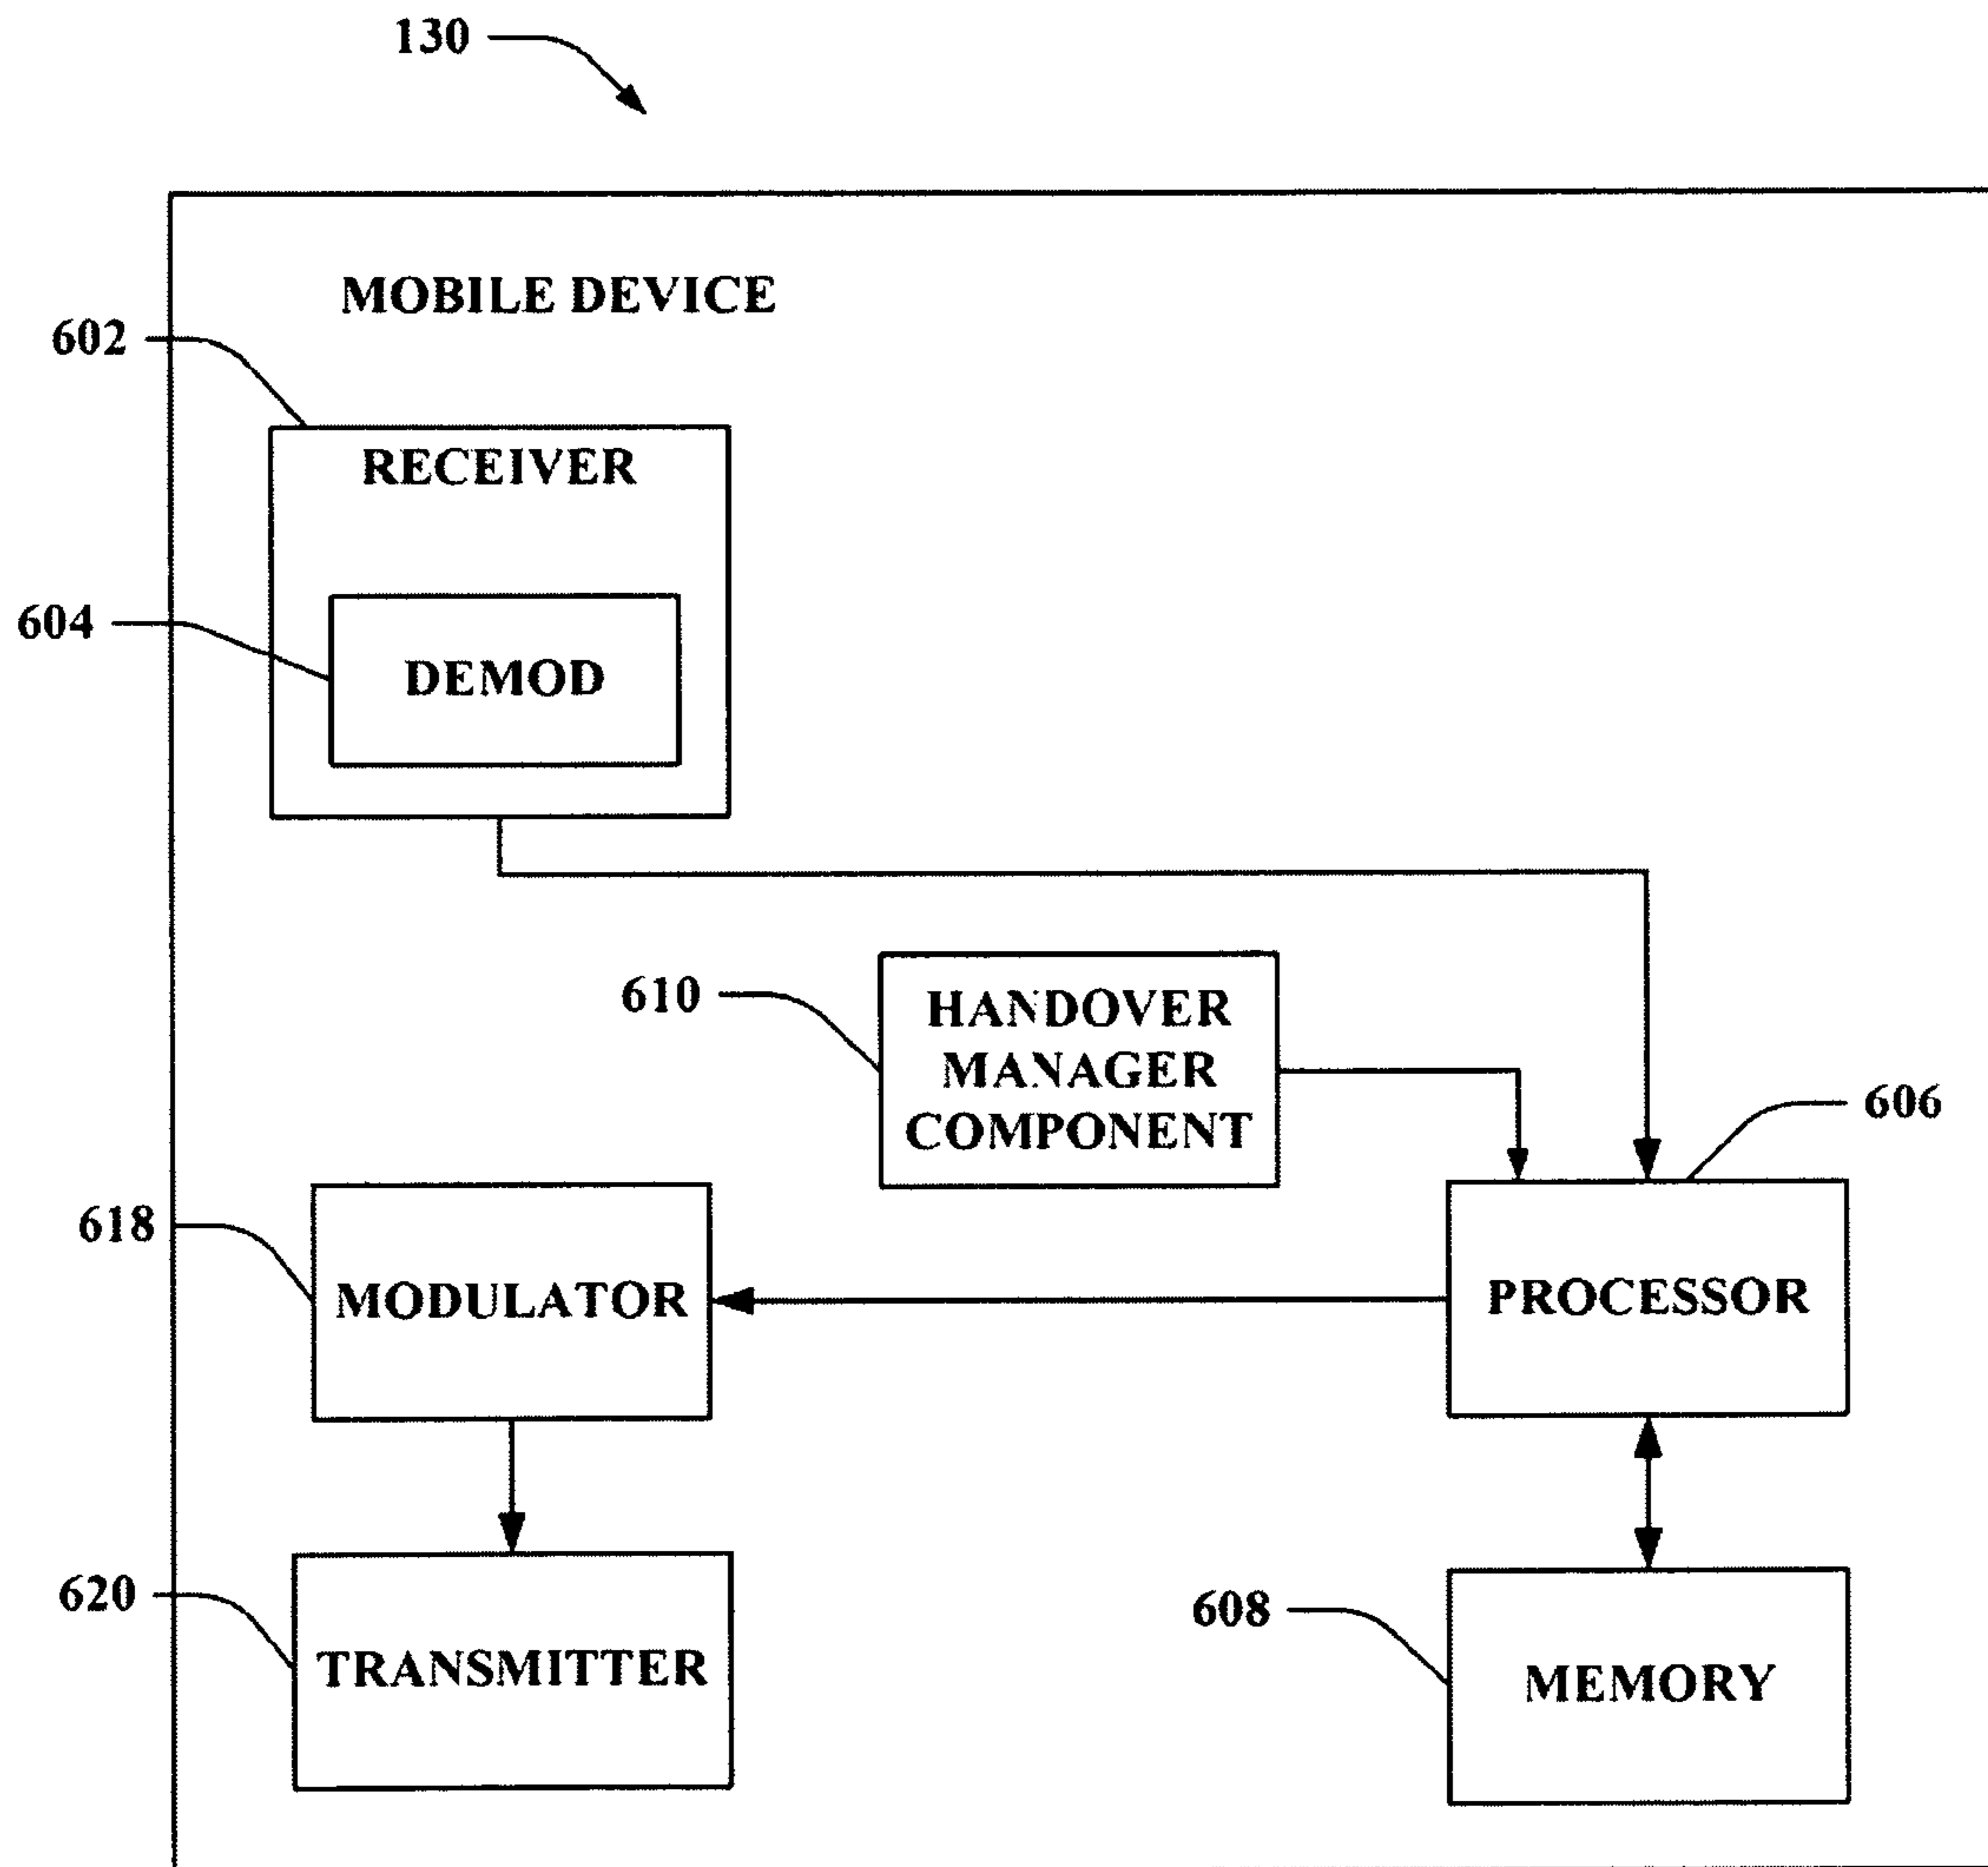 130
MOBILE DEVICE
602
RECEIVER
604
DEMOD
610
HANDOVER
MANAGER
COMPONENT
606
618
MODULATOR
PROCESSOR
620
TRANSMITTER
608
MEMORY